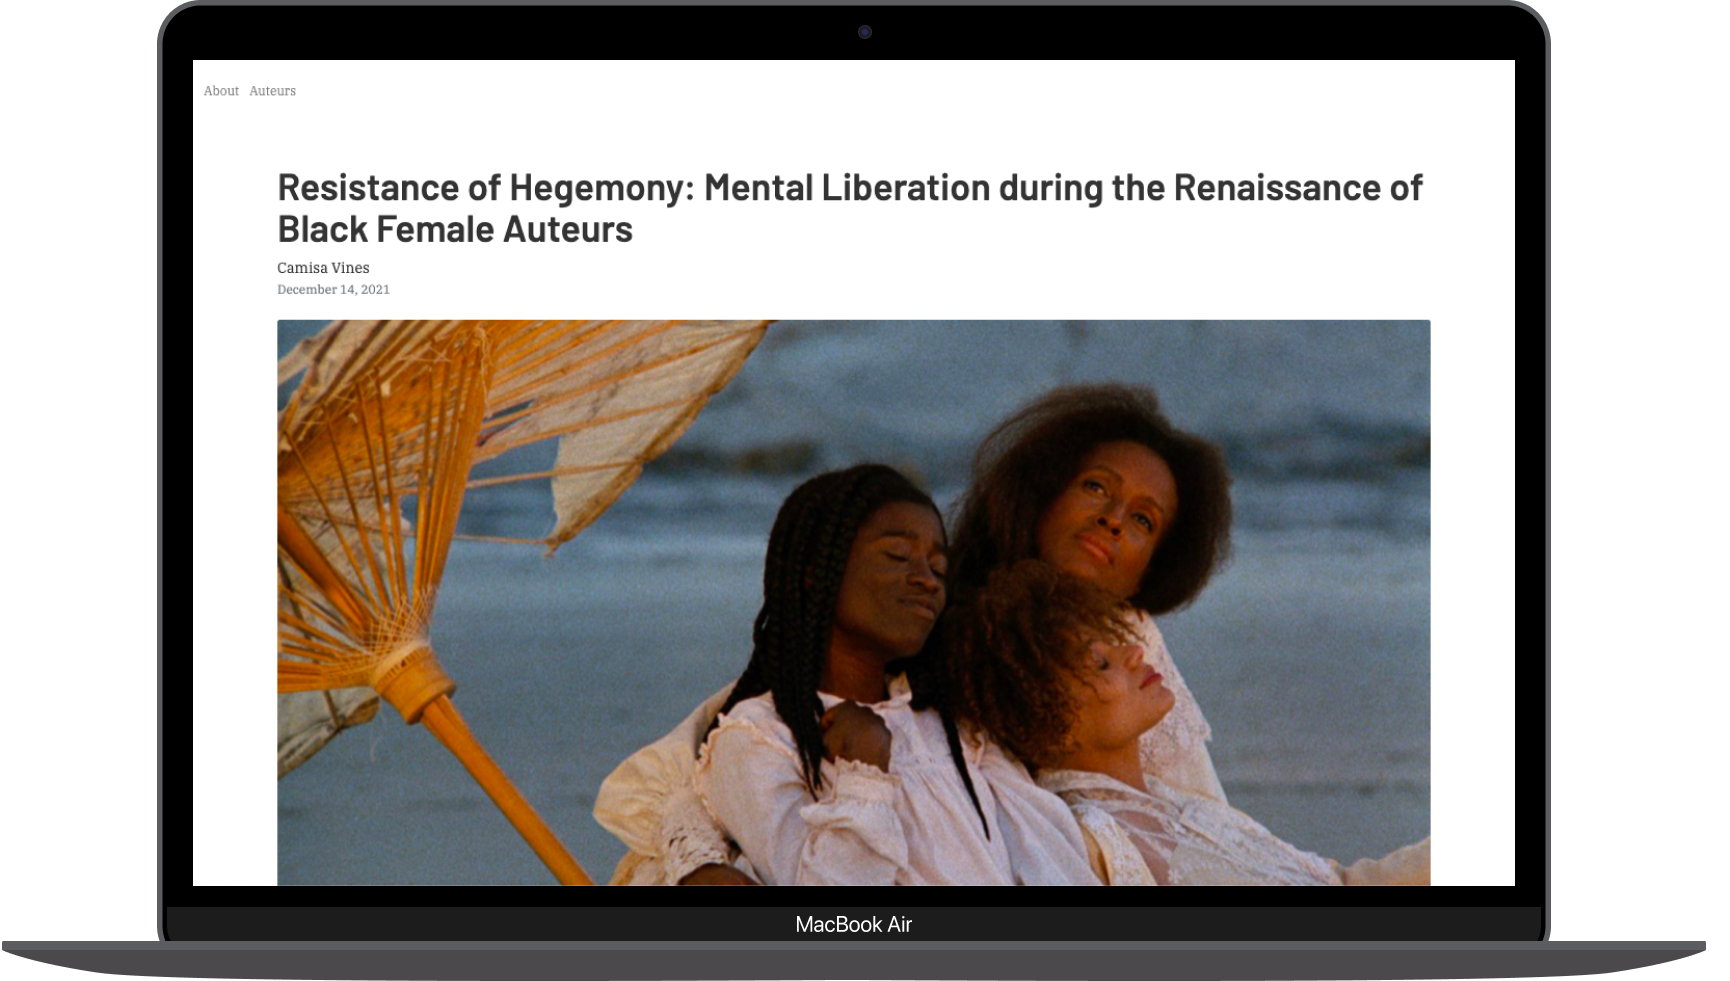 About Auteurs
Resistance of Hegemony: Mental Liberation during the Renaissance of
Black Female Auteurs
Camisa Vines
December 14, 2021
MacBook Air